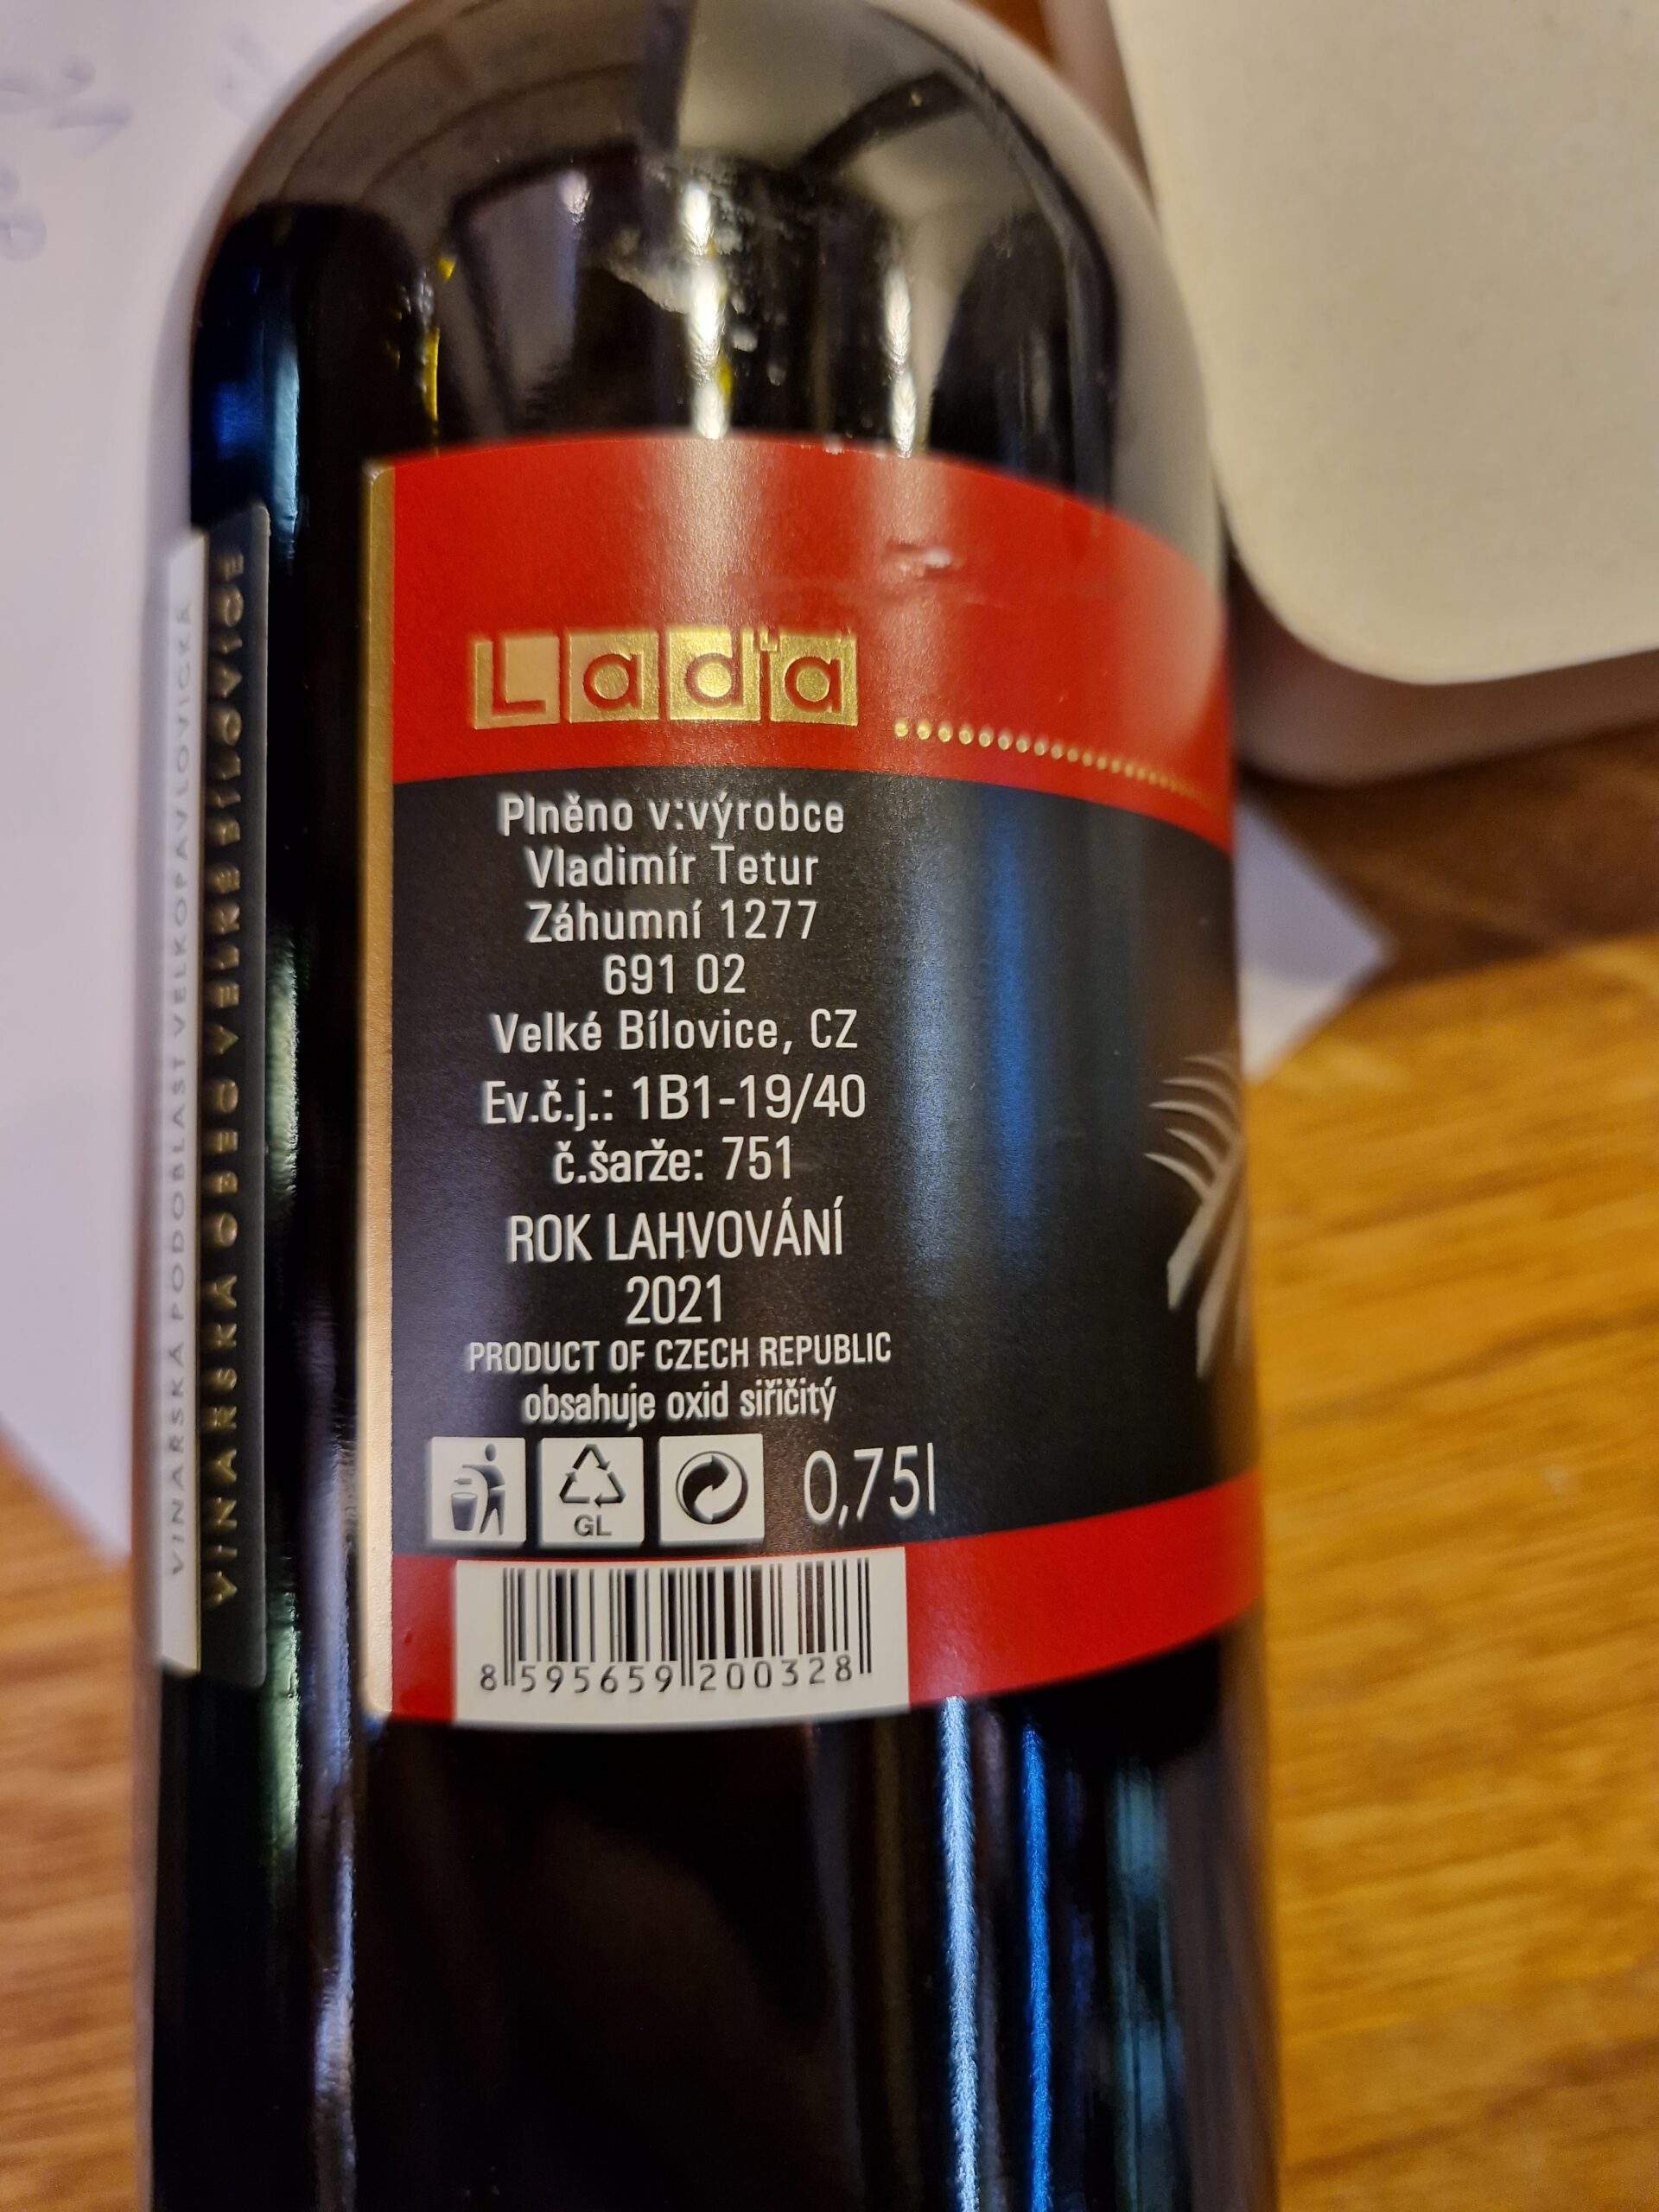 Laďa
Plněno v:výrobce
Vladimír Tetur
Záhumní 1277
691 02
Velké Bílovice, CZ
Ev.č.j.: 1B1-19/40
č.šarže: 751
ROK LAHVOVÁNÍ
2021
PRODUCT OF CZECH REPUBLIC
obsahuje oxid siřičitý
GL
0,75l
8 595659 200328
VINAŘSKÁ PODOBLAST VELKOPAVLOVICKÁ
VINAŘSKÁ OBEC VELKÉ BÍLOVICE